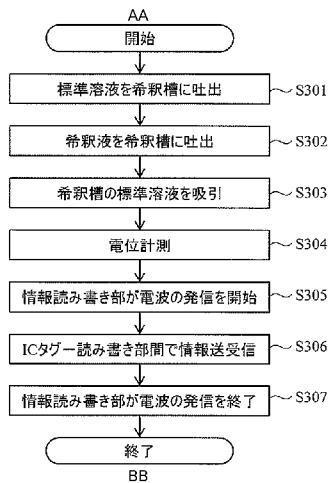 AA
開始
標準溶液を希釈槽に吐出 S301
希釈液を希釈槽に吐出 S302
希釈槽の標準溶液を吸引 S303
電位計測 S304
情報読み書き部が電波の発信を開始 S305
ICタグー読み書き部間で情報送受信 S306
情報読み書き部が電波の発信を終了 S307
終了
BB